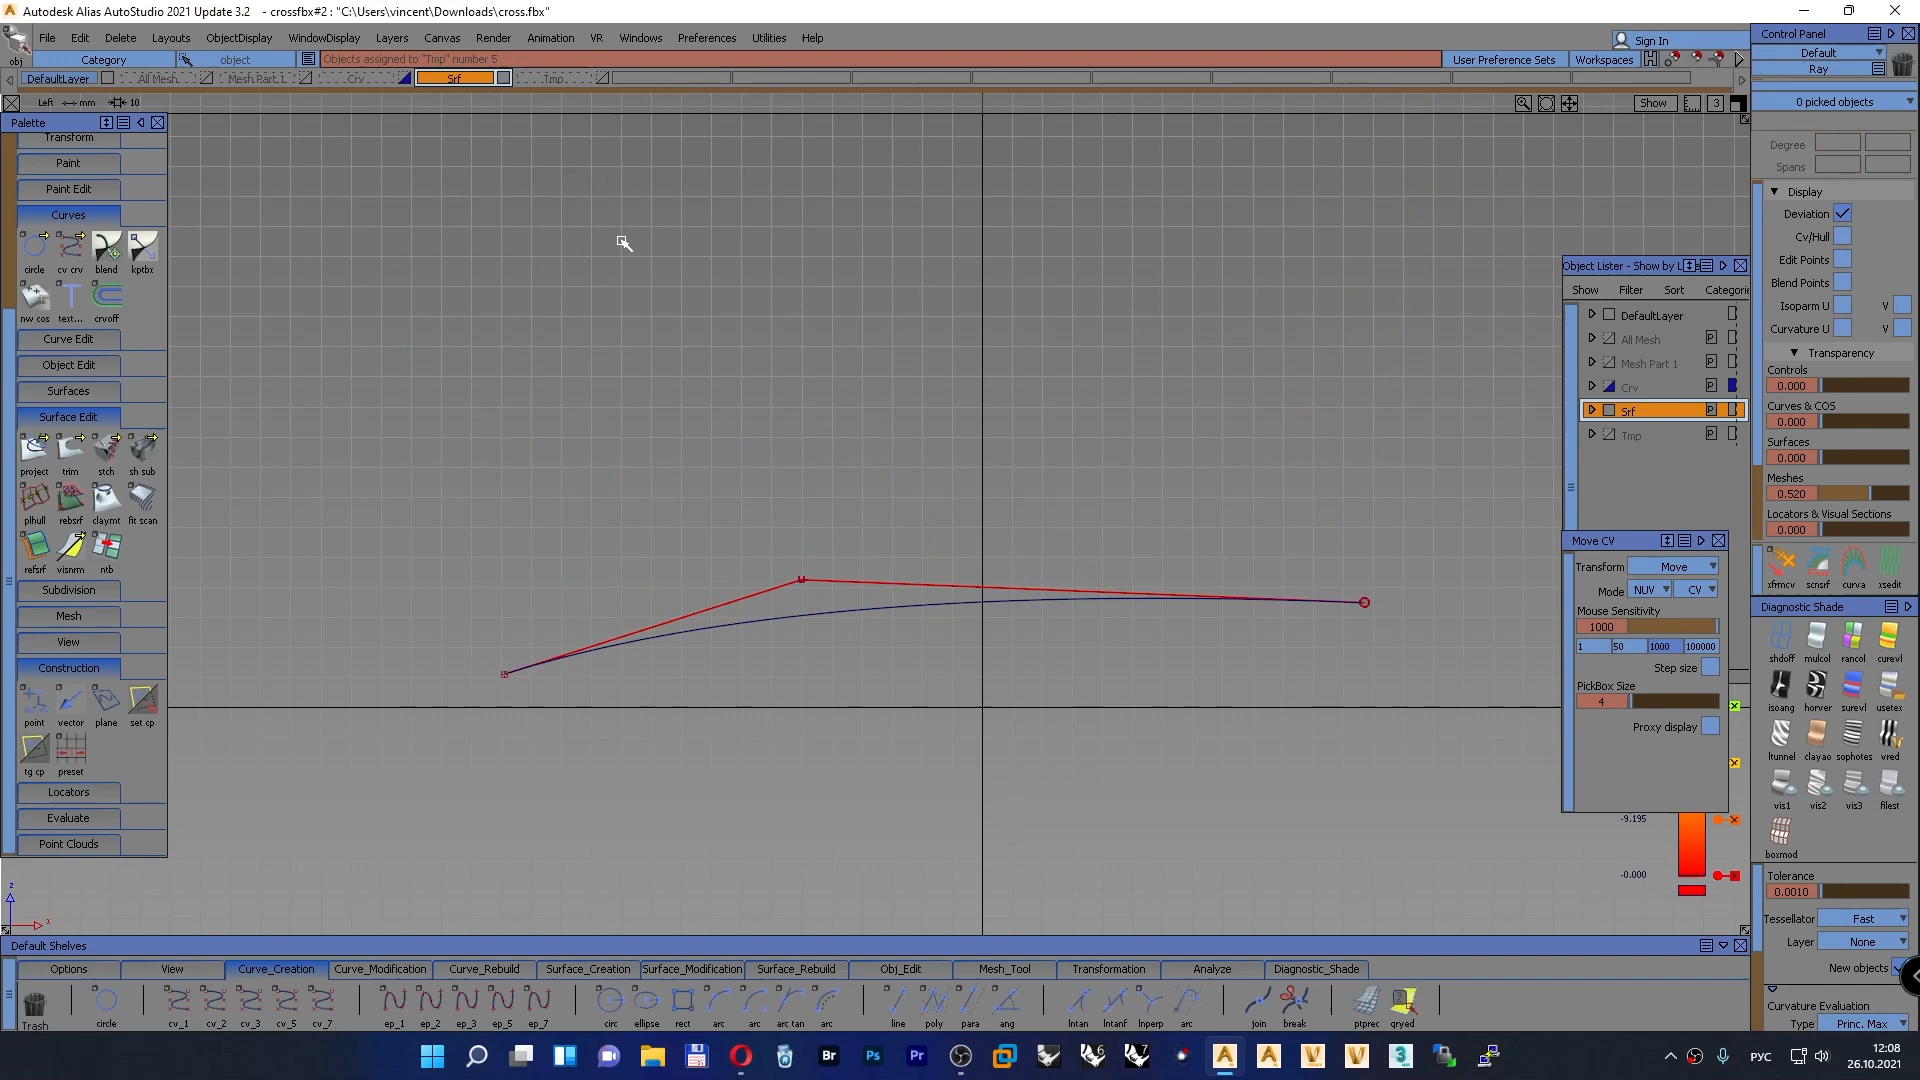 Autodesk Alias AutoStudio 2021 Update 3.2 - crossfbx#2 : "C:\Users\vincent\Downloads\cross.fbx"
File Edit Delete Layouts ObjectDisplay WindowDisplay Layers Canvas Render Animation VR Windows Preferences Utilities Help
Sign In
obj Category object Objects assigned to "Tmp" number 5 User Preference Sets Workspaces
DefaultLayer All Mesh Mesh Part 1 Crv Srf Tmp
Left mm 10 Show 3
Palette
Transform
Paint
Paint Edit
Curves
circle cv crv blend kptbx
nw cos text... crvoff
Curve Edit
Object Edit
Surfaces
Surface Edit
project trim stch sh sub
plhull rebsrf claymt fit scan
refsrf visnrm ntb
Subdivision
Mesh
View
Construction
point vector plane set cp
tg cp preset
Locators
Evaluate
Point Clouds
z
x
Object Lister - Show by L
Show Filter Sort Categorie
DefaultLayer
All Mesh P
Mesh Part 1 P
Crv P
Srf P
Tmp P
Move CV
Transform Move
Mode NUV CV
Mouse Sensitivity
1000
1 50 1000 100000
Step size
PickBox Size
4
Proxy display
-9.195
-0.000
Control Panel
Default
Ray
0 picked objects
Degree
Spans
Display
Deviation
Cv/Hull
Edit Points
Blend Points
Isoparm U V
Curvature U V
Transparency
Controls
0.000
Curves & COS
0.000
Surfaces
0.000
Meshes
0.520
Locators & Visual Sections
0.000
xfrmcv scnsrf curva xsedit
Diagnostic Shade
shdoff mulcol rancol curevl
isoang horver surevl usetex
ltunnel clayao sophotes vred
vis1 vis2 vis3 filest
boxmod
Tolerance
0.0010
Tessellator Fast
Layer None
New objects
Curvature Evaluation
Type Princ. Max
Default Shelves
Options View Curve_Creation Curve_Modification Curve_Rebuild Surface_Creation Surface_Modification Surface_Rebuild Obj_Edit Mesh_Tool Transformation Analyze Diagnostic_Shade
Trash circle cv_1 cv_2 cv_3 cv_5 cv_7 ep_1 ep_2 ep_3 ep_5 ep_7 circ ellipse rect arc arc arc tan arc line poly para ang lntan lntanf lnperp arc join break ptprec qryed
Br Ps Pr 6 7 A A V V 3 РУС 12:08
26.10.2021